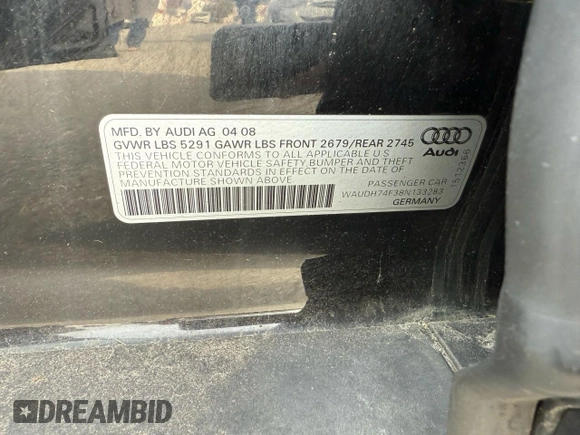 MFD. BY AUDI AG 04 08
GVWR LBS 5291 GAWR LBS FRONT 2679/REAR 2745
THIS VEHICLE CONFORMS TO ALL APPLICABLE U S
FEDERAL MOTOR VEHICLE SAFETY BUMPER AND THEFT
PREVENTION STANDARDS IN EFFECT ON THE DATE OF
MANUFACTURE SHOWN ABOVE
Audi
1512366
PASSENGER CAR
WAUDH74F38N133283
GERMANY
DREAMBID